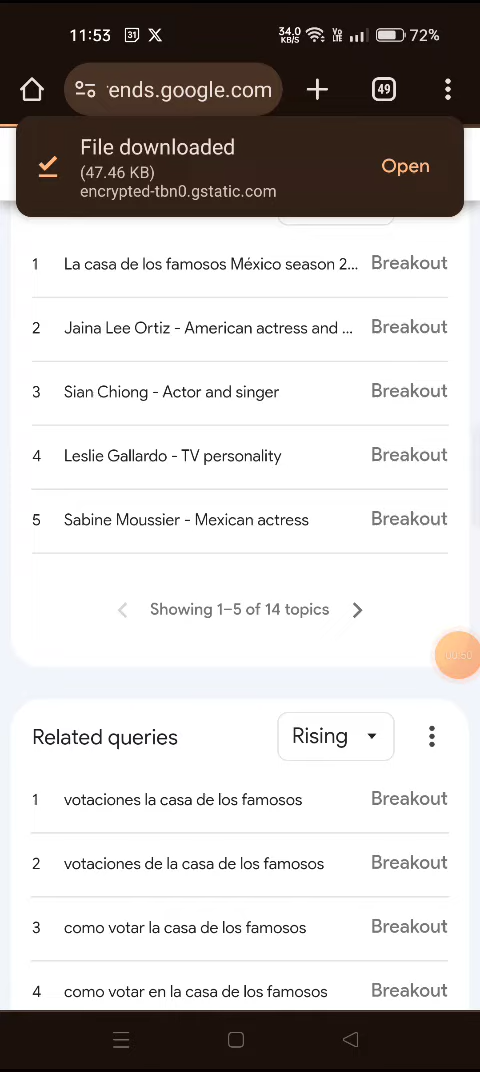 11:53 31 X 34.0 KB/S Vo LTE 72%
ends.google.com 49
File downloaded
(47.46 KB)
encrypted-tbn0.gstatic.com
Open
1 La casa de los famosos México season 2... Breakout
2 Jaina Lee Ortiz - American actress and ... Breakout
3 Sian Chiong - Actor and singer Breakout
4 Leslie Gallardo - TV personality Breakout
5 Sabine Moussier - Mexican actress Breakout
Showing 1–5 of 14 topics
Related queries Rising
1 votaciones la casa de los famosos Breakout
2 votaciones de la casa de los famosos Breakout
3 como votar la casa de los famosos Breakout
4 como votar en la casa de los famosos Breakout